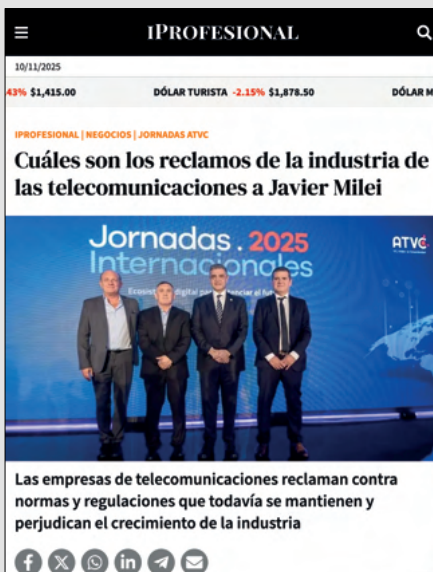 IPROFESIONAL
10/11/2025
43% $1,415.00 DÓLAR TURISTA -2.15% $1,878.50 DÓLAR M
IPROFESIONAL | NEGOCIOS | JORNADAS ATVC
Cuáles son los reclamos de la industria de
las telecomunicaciones a Javier Milei
Jornadas . 2025
Internacionales
ATVC
Las empresas de telecomunicaciones reclaman contra
normas y regulaciones que todavía se mantienen y
perjudican el crecimiento de la industria